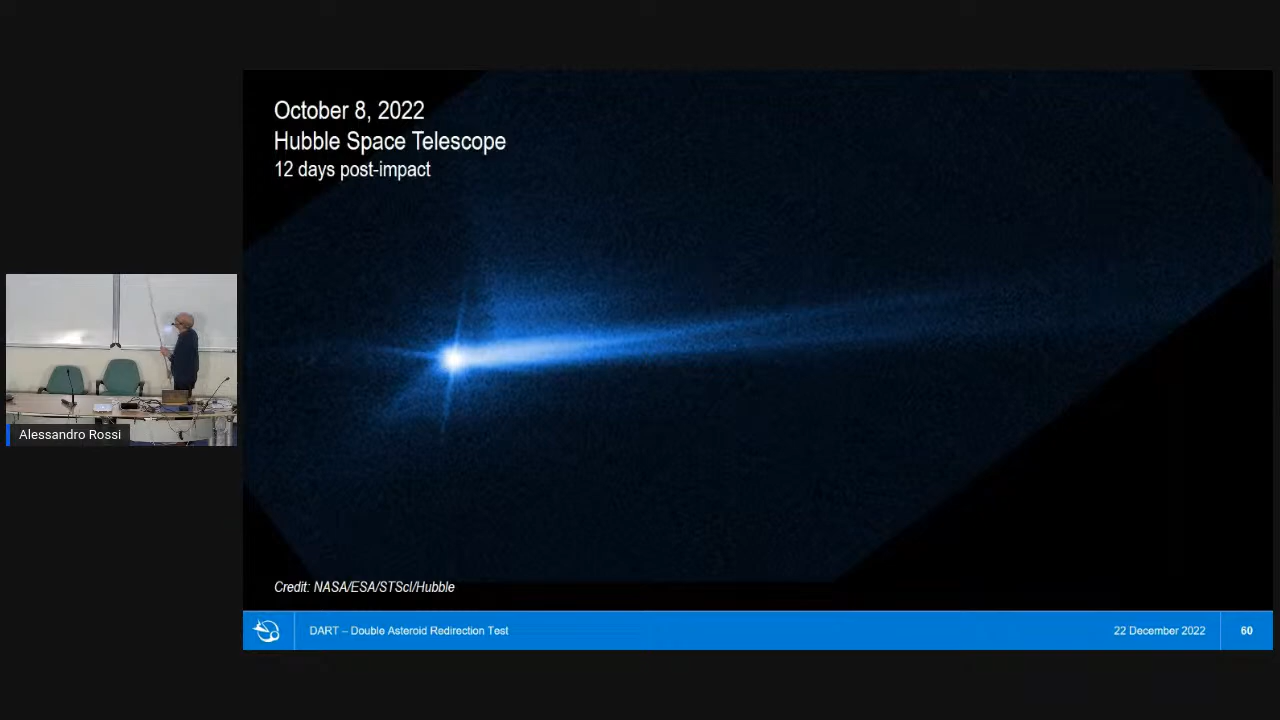 October 8, 2022
Hubble Space Telescope
12 days post-impact
Alessandro Rossi
Credit: NASA/ESA/STScI/Hubble
DART – Double Asteroid Redirection Test
22 December 2022
60